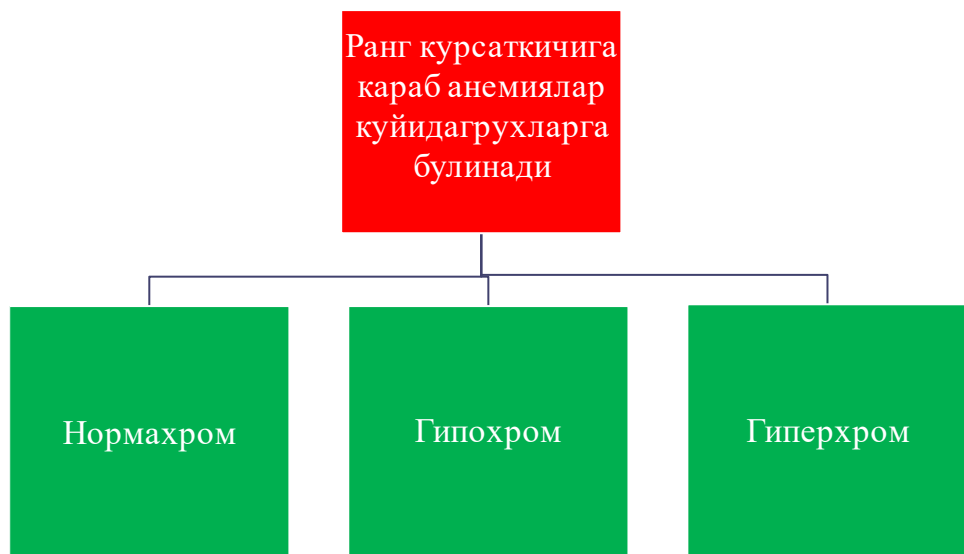 Ранг курсаткичига
караб анемиялар
куйидагрухларга
булинади
Нормахром
Гипохром
Гиперхром